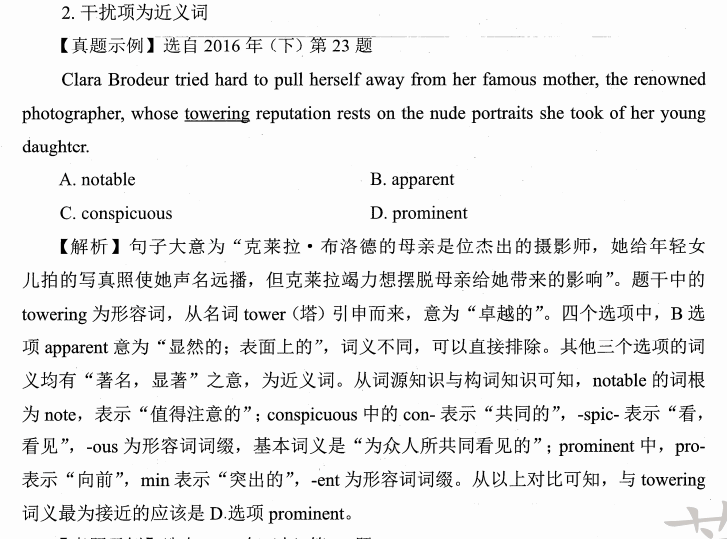 2. 干扰项为近义词
【真题示例】选自 2016 年（下）第 23 题
Clara Brodeur tried hard to pull herself away from her famous mother, the renowned
photographer, whose towering reputation rests on the nude portraits she took of her young
daughter.
A. notable B. apparent
C. conspicuous D. prominent
【解析】句子大意为“克莱拉·布洛德的母亲是位杰出的摄影师，她给年轻女
儿拍的写真照使她声名远播，但克莱拉竭力想摆脱母亲给她带来的影响”。题干中的
towering 为形容词，从名词 tower（塔）引申而来，意为“卓越的”。四个选项中，B 选
项 apparent 意为“显然的；表面上的”，词义不同，可以直接排除。其他三个选项的词
义均有“著名，显著”之意，为近义词。从词源知识与构词知识可知，notable 的词根
为 note，表示“值得注意的”；conspicuous 中的 con- 表示“共同的”，-spic- 表示“看，
看见”，-ous 为形容词词缀，基本词义是“为众人所共同看见的”；prominent 中，pro-
表示“向前”，min 表示“突出的”，-ent 为形容词词缀。从以上对比可知，与 towering
词义最为接近的应该是 D.选项 prominent。